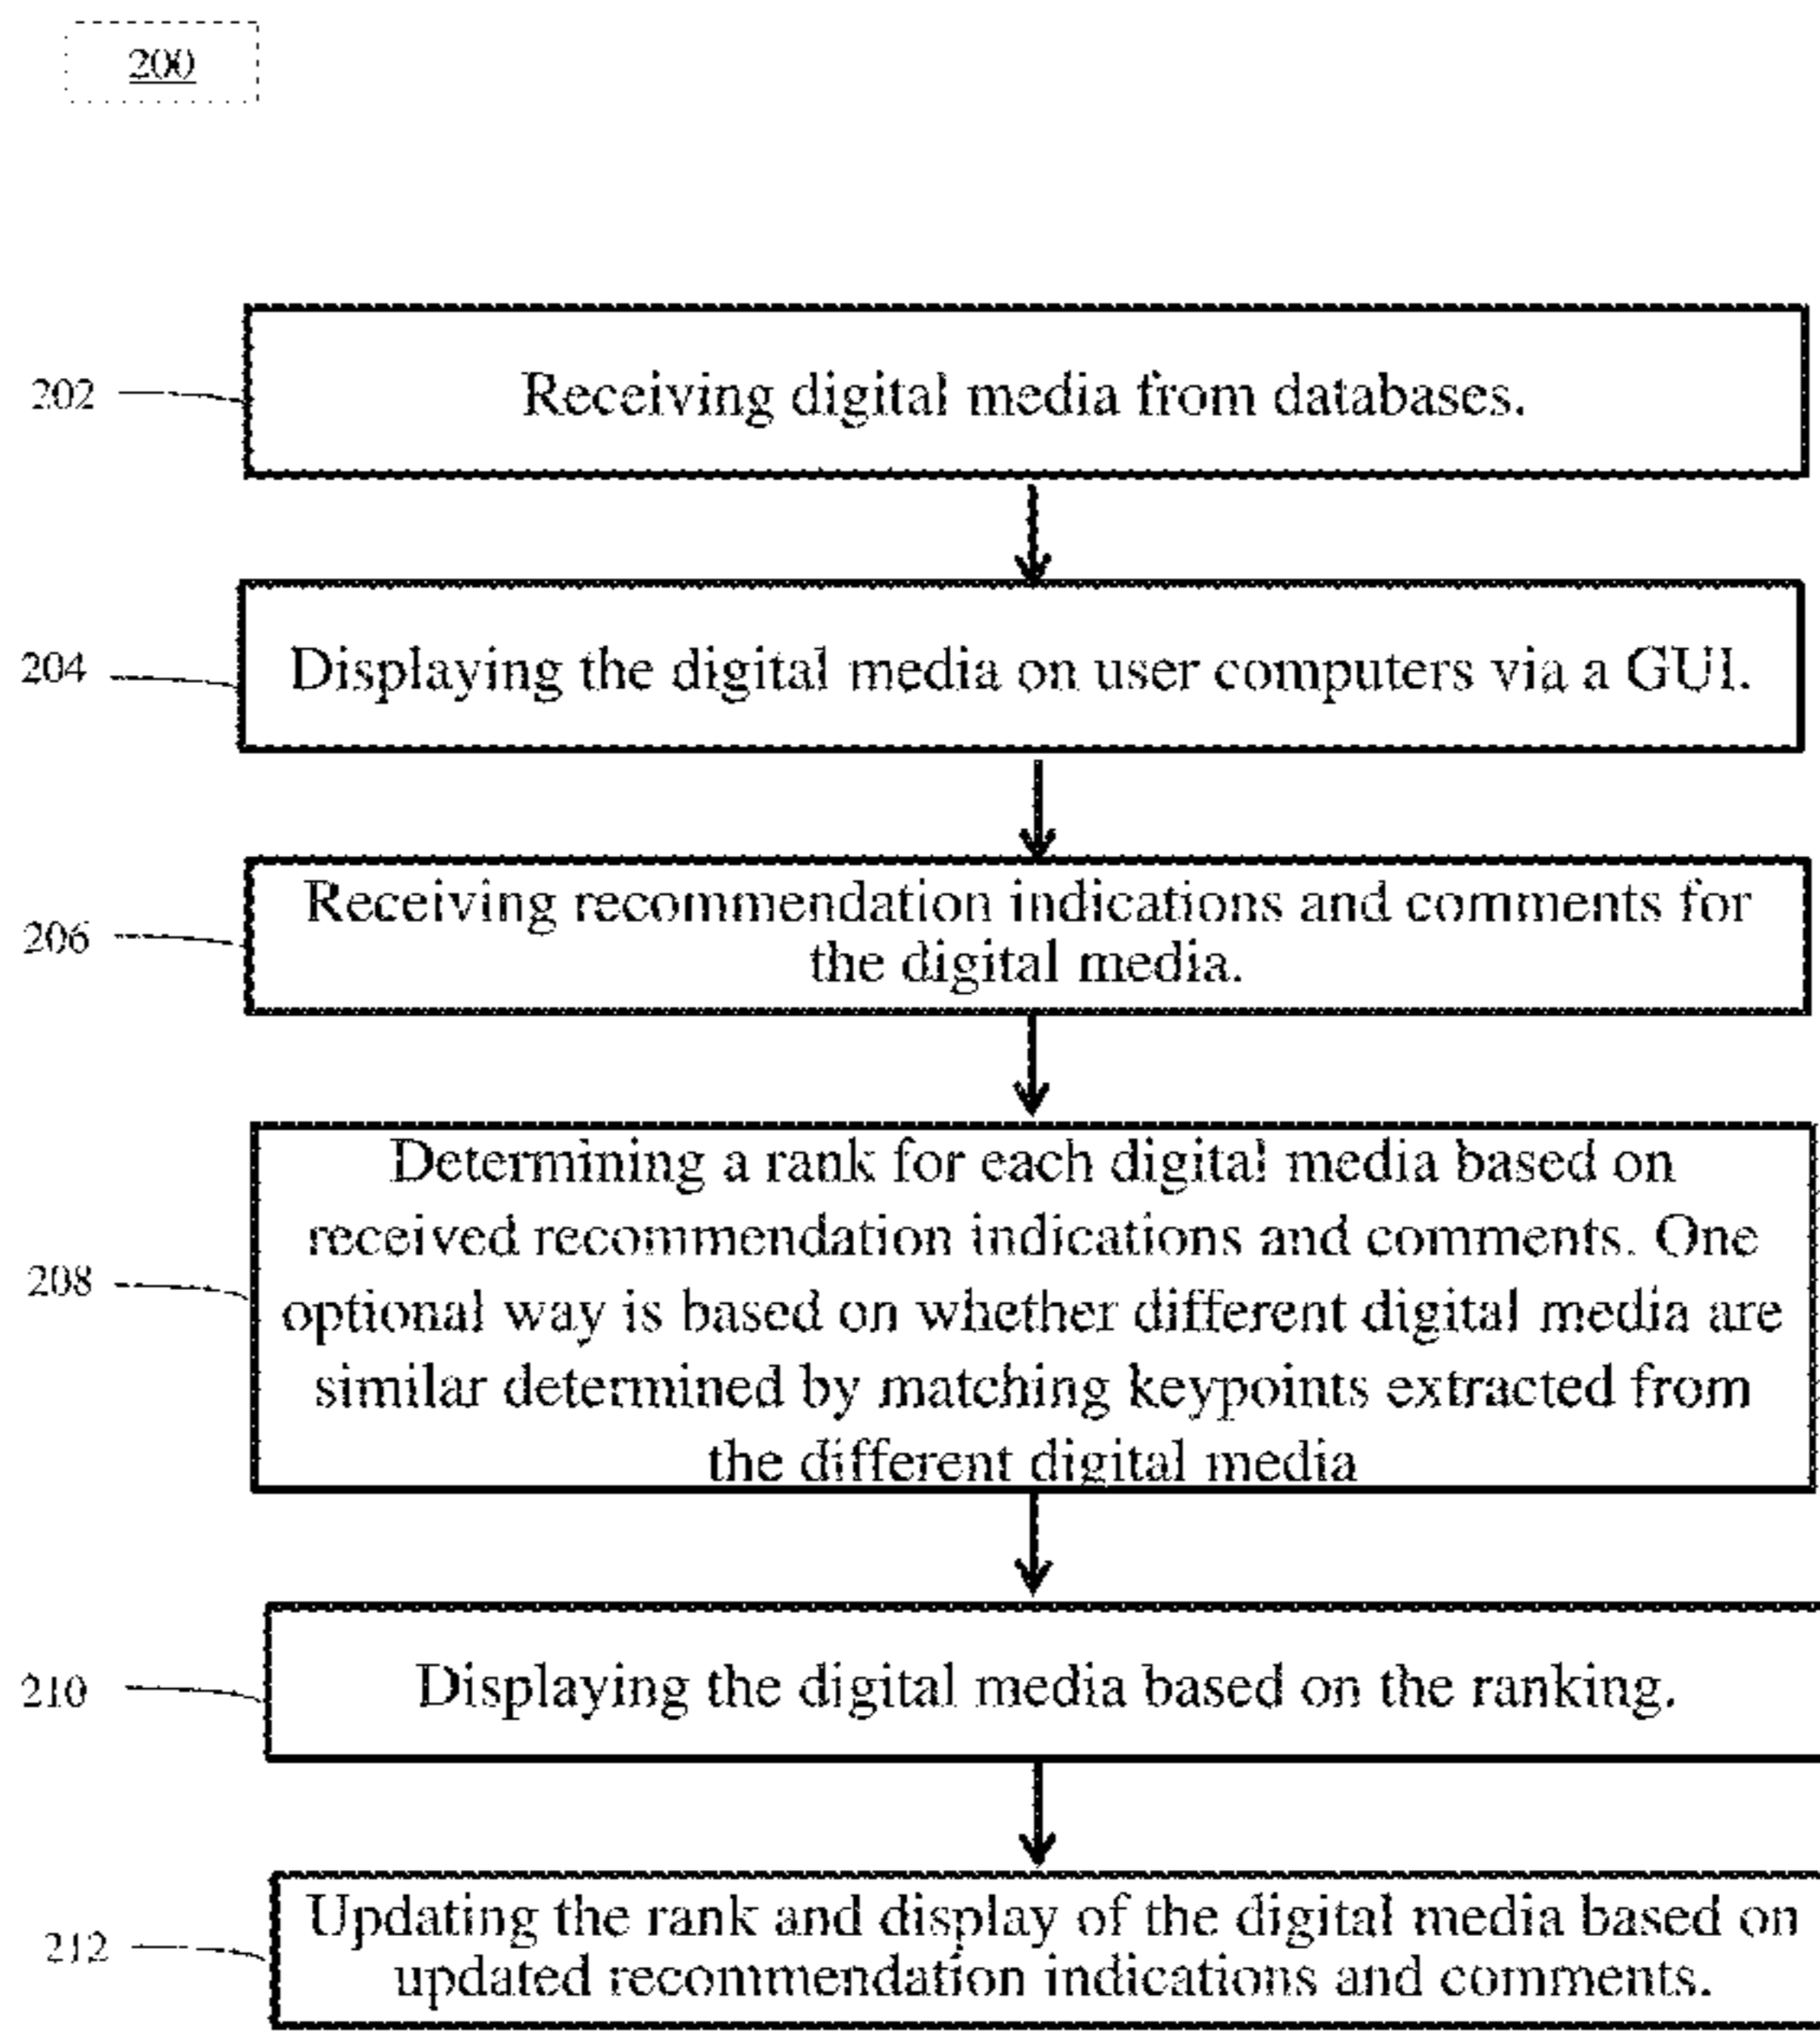 200
202
Receiving digital media from databases.
204
Displaying the digital media on user computers via a GUI.
206
Receiving recommendation indications and comments for
the digital media.
208
Determining a rank for each digital media based on
received recommendation indications and comments. One
optional way is based on whether different digital media are
similar determined by matching keypoints extracted from
the different digital media
210
Displaying the digital media based on the ranking.
212
Updating the rank and display of the digital media based on
updated recommendation indications and comments.